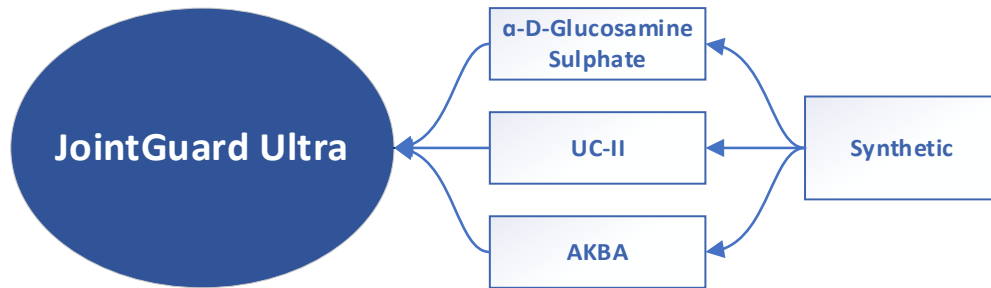 JointGuard Ultra
α-D-Glucosamine
Sulphate
UC-II
AKBA
Synthetic